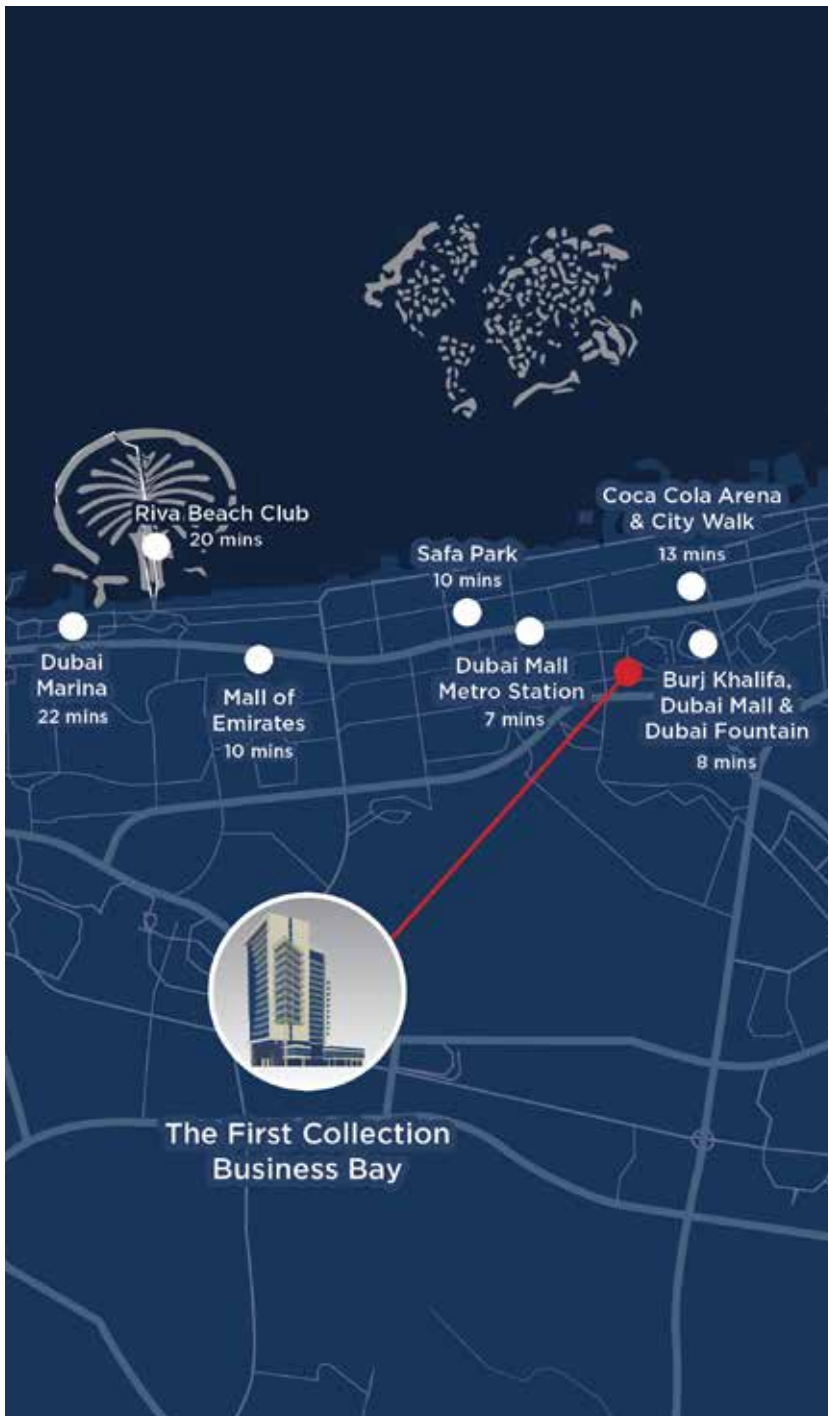 Riva Beach Club
20 mins
Coca Cola Arena
& City Walk
13 mins
Safa Park
10 mins
Dubai
Marina
22 mins
Mall of
Emirates
10 mins
Dubai Mall
Metro Station
7 mins
Burj Khalifa,
Dubai Mall &
Dubai Fountain
8 mins
The First Collection
Business Bay